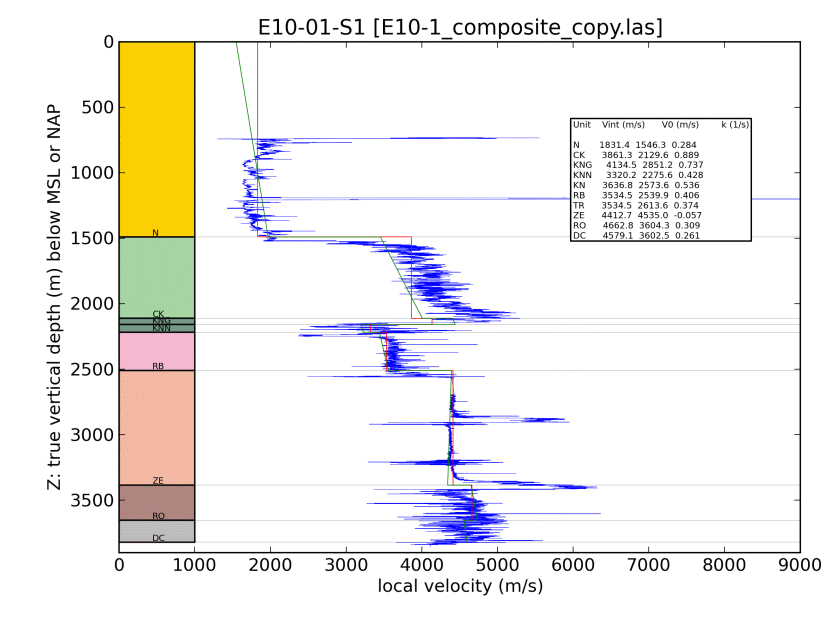 E10-01-S1 [E10-1_composite_copy.las]
Z: true vertical depth (m) below MSL or NAP
0
500
1000
1500
2000
2500
3000
3500
N
CK
KNG
KNN
RB
ZE
RO
DC
Unit Vint (m/s) V0 (m/s) k (1/s)
N 1831.4 1546.3 0.284
CK 3861.3 2129.6 0.889
KNG 4134.5 2851.2 0.737
KNN 3320.2 2275.6 0.428
KN 3636.8 2573.6 0.536
RB 3534.5 2539.9 0.406
TR 3534.5 2613.6 0.374
ZE 4412.7 4535.0 -0.057
RO 4662.8 3604.3 0.309
DC 4579.1 3602.5 0.261
0 1000 2000 3000 4000 5000 6000 7000 8000 9000
local velocity (m/s)